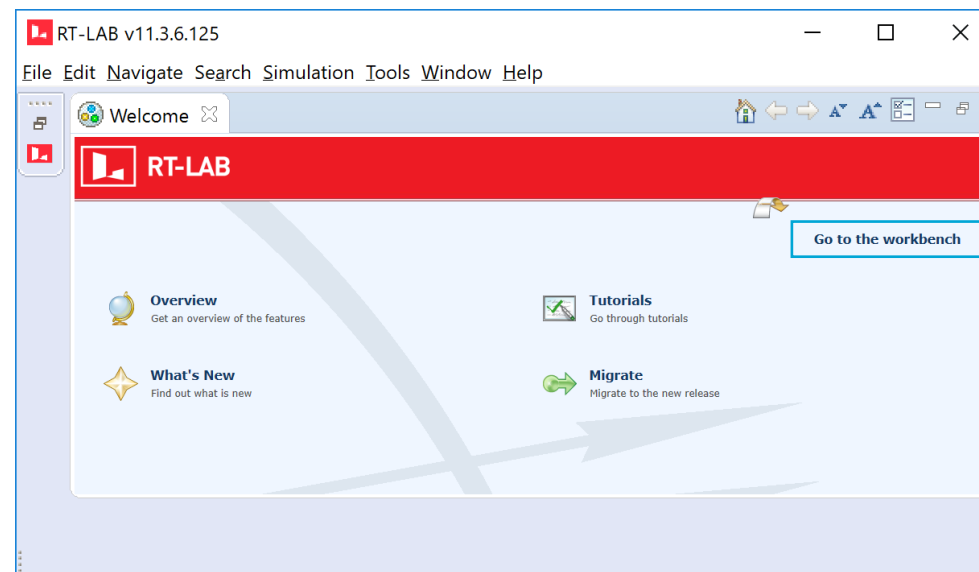 RT-LAB v11.3.6.125
File Edit Navigate Search Simulation Tools Window Help
Welcome
RT-LAB
Go to the workbench
Overview
Get an overview of the features
Tutorials
Go through tutorials
What's New
Find out what is new
Migrate
Migrate to the new release